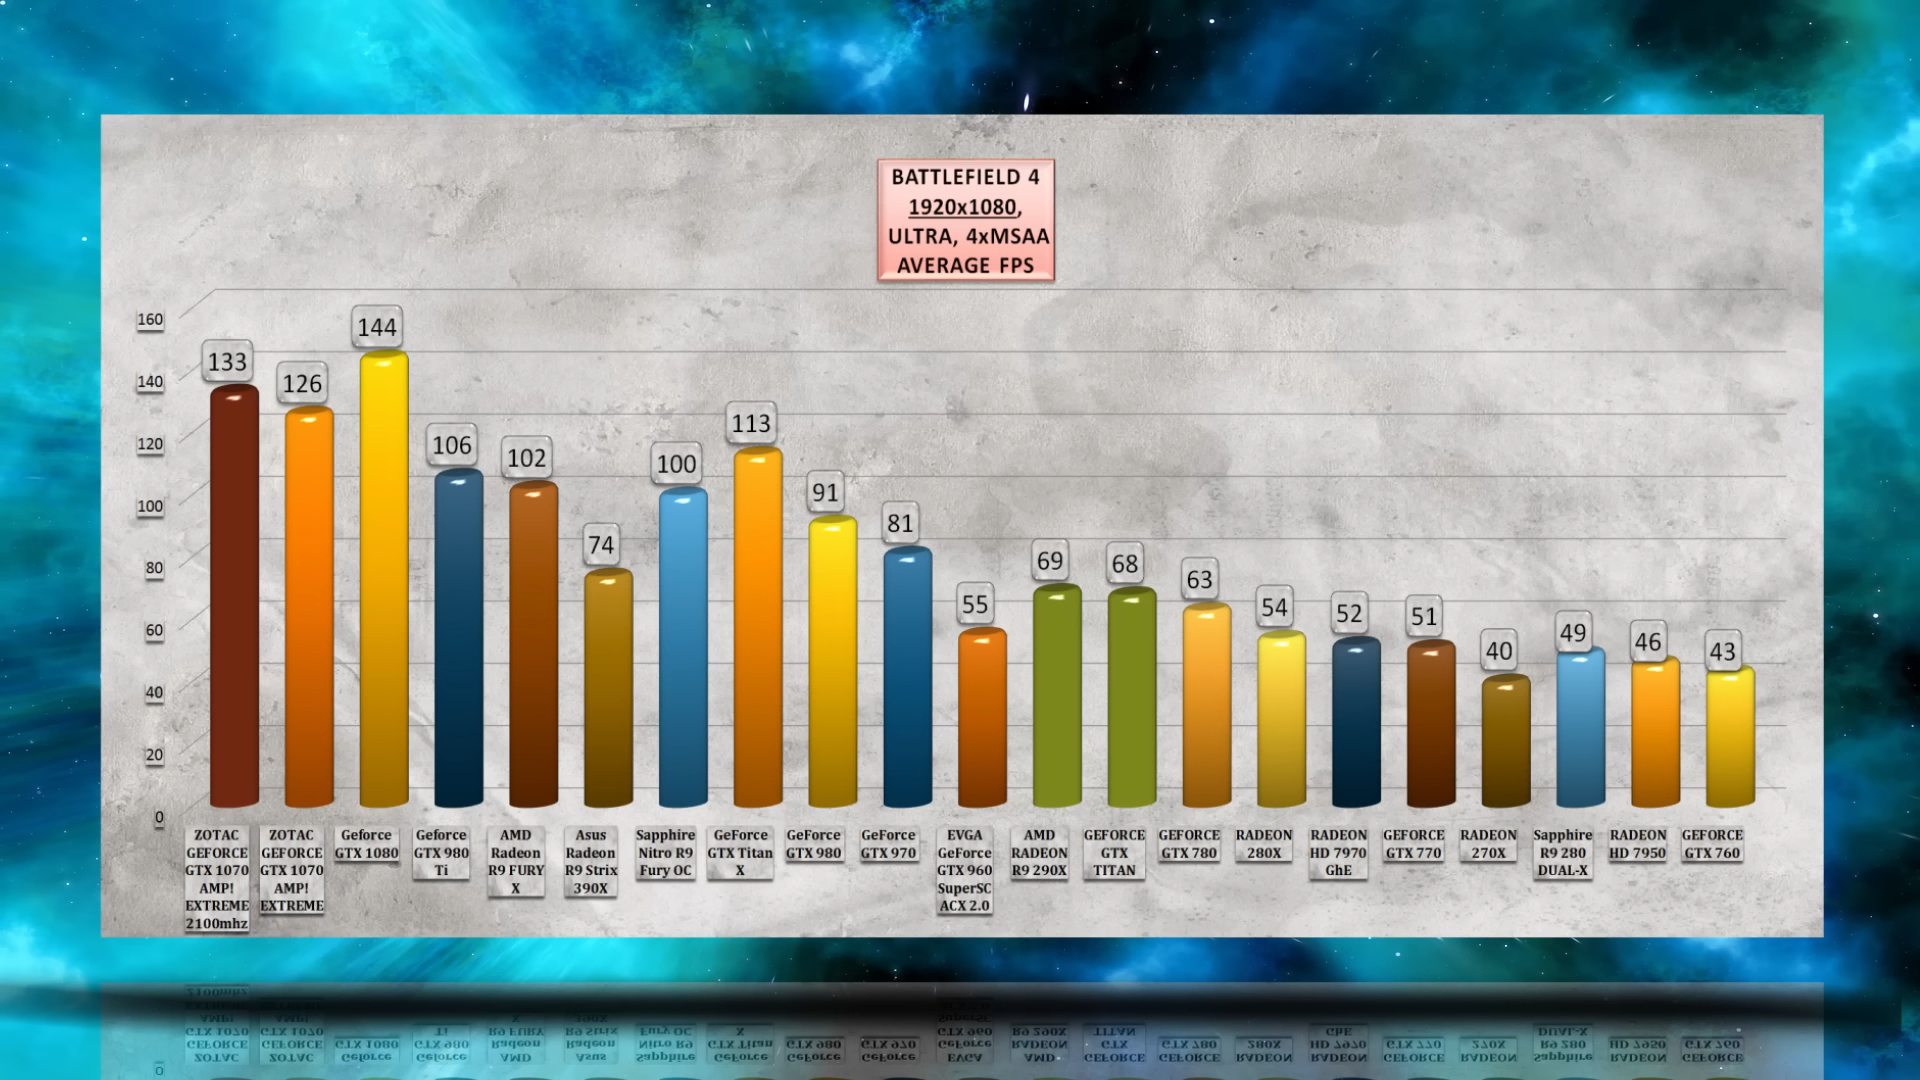 BATTLEFIELD 4
1920x1080,
ULTRA, 4xMSAA
AVERAGE FPS
160
140
120
100
80
60
40
20
0
133
126
144
106
102
74
100
113
91
81
55
69
68
63
54
52
51
40
49
46
43
ZOTAC
GEFORCE
GTX 1070
AMP!
EXTREME
2100mhz
ZOTAC
GEFORCE
GTX 1070
AMP!
EXTREME
Geforce
GTX 1080
Geforce
GTX 980
Ti
AMD
Radeon
R9 FURY
X
Asus
Radeon
R9 Strix
390X
Sapphire
Nitro R9
Fury OC
GeForce
GTX Titan
X
GeForce
GTX 980
GeForce
GTX 970
EVGA
GeForce
GTX 960
SuperSC
ACX 2.0
AMD
RADEON
R9 290X
GEFORCE
GTX
TITAN
GEFORCE
GTX 780
RADEON
280X
RADEON
HD 7970
GhE
GEFORCE
GTX 770
RADEON
270X
Sapphire
R9 280
DUAL-X
RADEON
HD 7950
GEFORCE
GTX 760